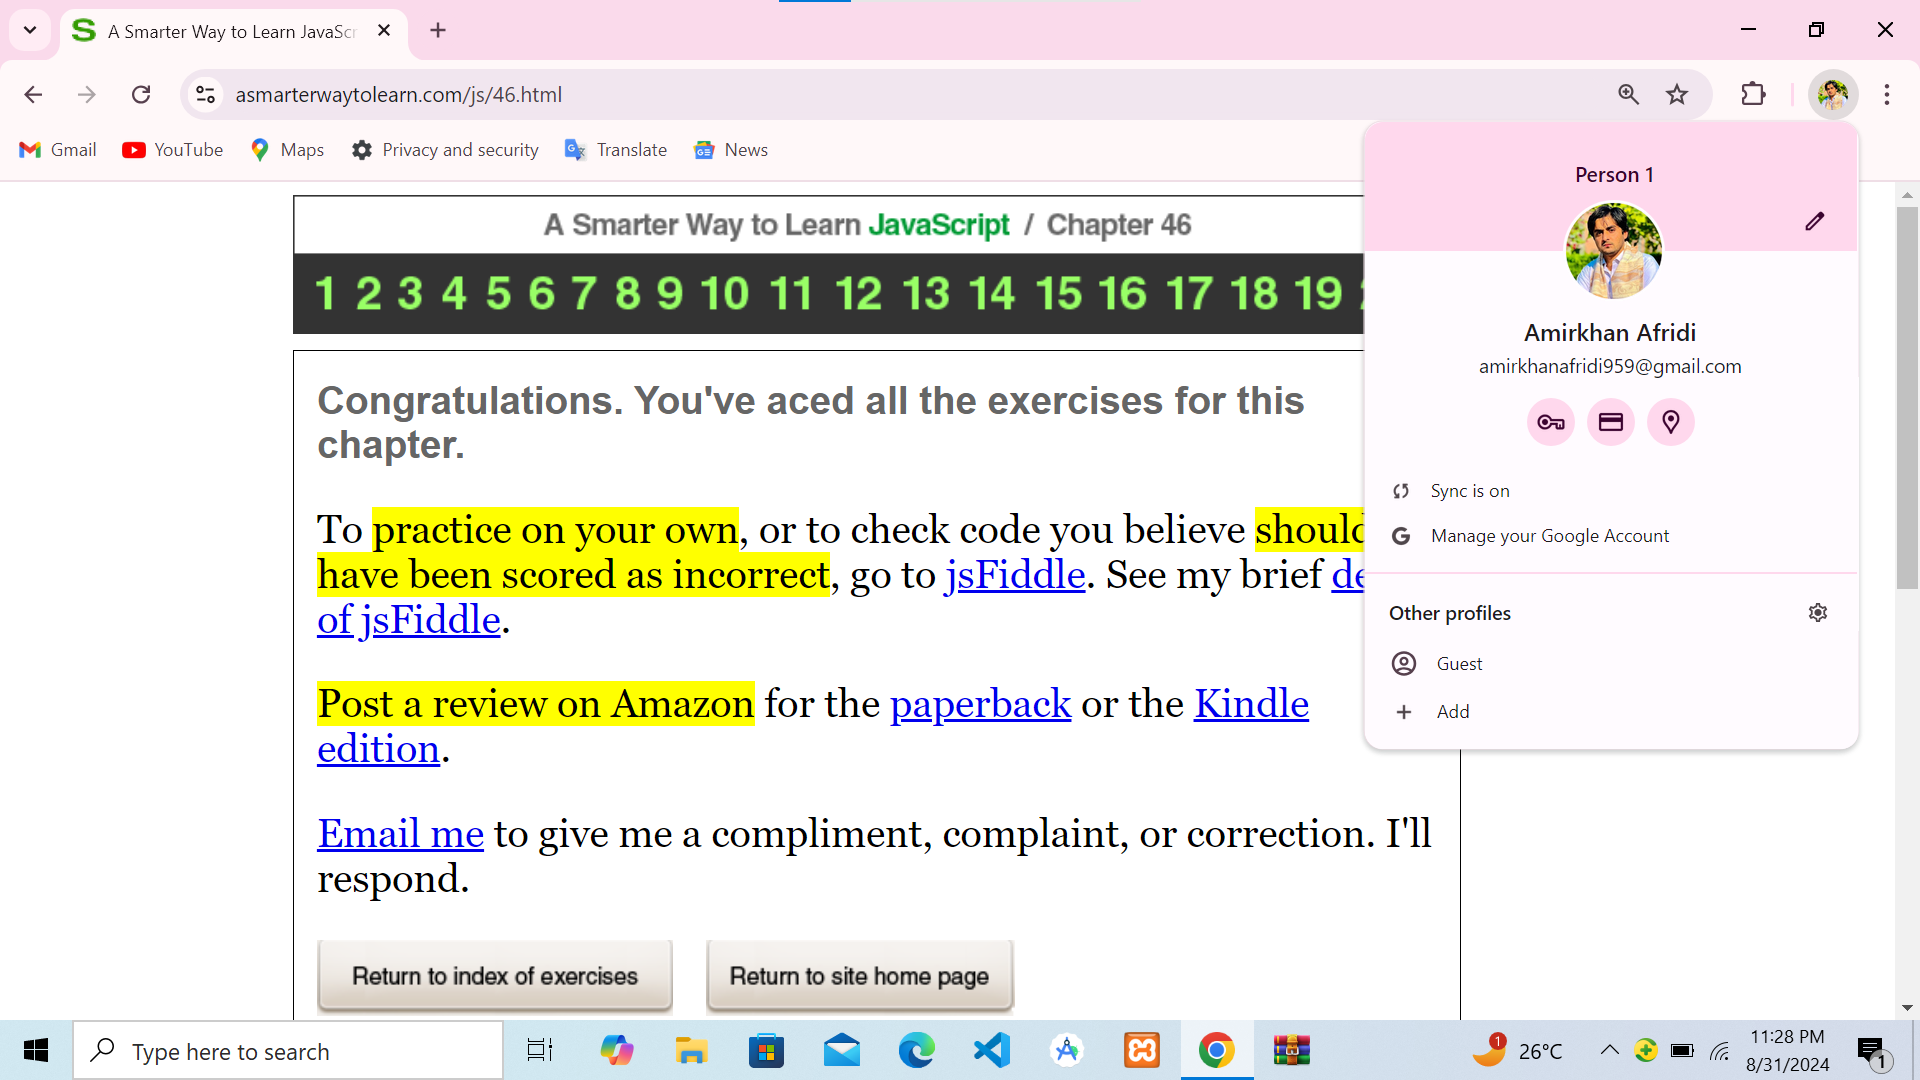 A Smarter Way to Learn JavaScr
asmarterwaytolearn.com/js/46.html
Gmail YouTube Maps Privacy and security Translate News
A Smarter Way to Learn JavaScript / Chapter 46
1 2 3 4 5 6 7 8 9 10 11 12 13 14 15 16 17 18 19
Congratulations. You've aced all the exercises for this
chapter.
To practice on your own, or to check code you believe should
have been scored as incorrect, go to jsFiddle. See my brief de
of jsFiddle.
Post a review on Amazon for the paperback or the Kindle
edition.
Email me to give me a compliment, complaint, or correction. I'll
respond.
Return to index of exercises Return to site home page
Person 1
Amirkhan Afridi
amirkhanafridi959@gmail.com
Sync is on
Manage your Google Account
Other profiles
Guest
Add
Type here to search
1
26°C
11:28 PM
8/31/2024
1